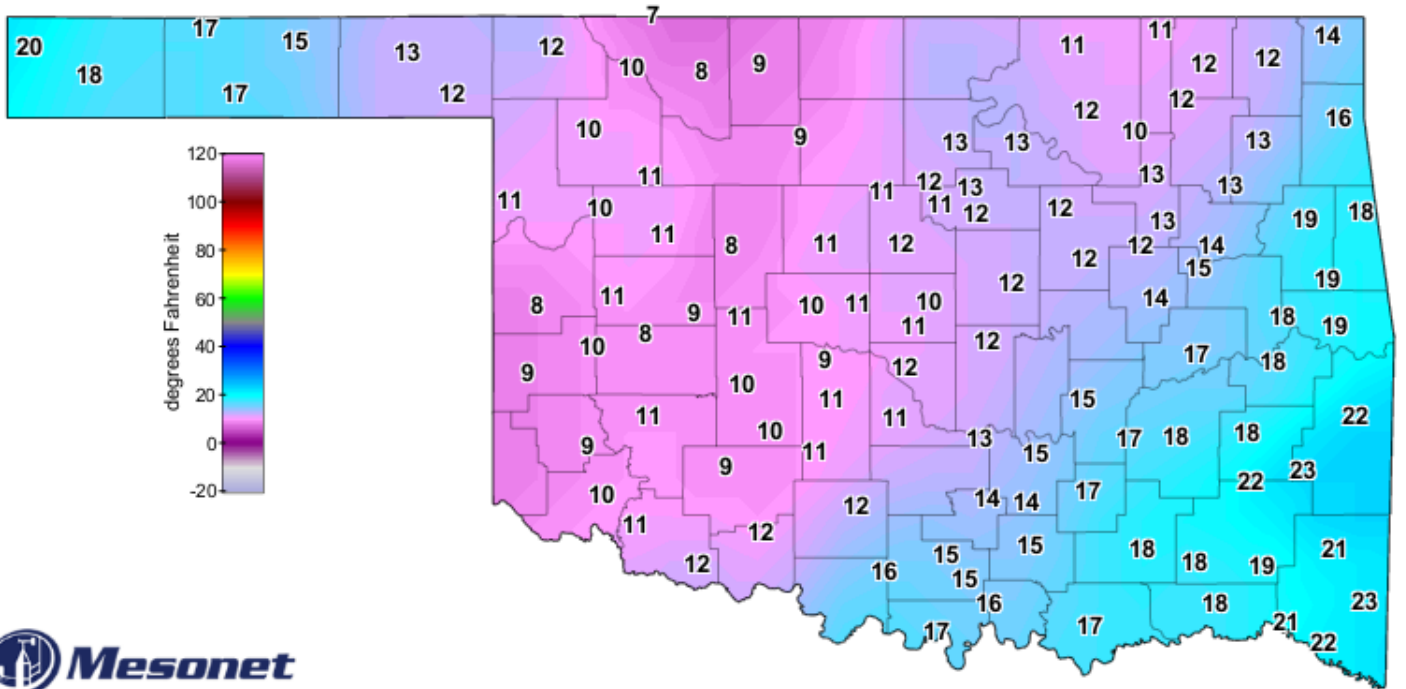 7
20 17 15 13 12 11 11 14
18 10 8 9 12 12
17 12 12 12
10 9 13 13 10 13 16
11 11 11 12 13 13 13
10 11 12 12 13 19 18
11 8 11 12 12 14
12 15 19
8 11 9 11 10 11 10 12 14 18 19
8 11 12
10 9 12 17 18
9 10 11 15 22
11 10 11 13 17 18 18
9 9 11 15 22 23
10 12 14 14 17
11 12 15 15 18 18 19 21
12 16 15 16 18 23
17 17 21 22
120
100
80
60
40
20
0
-20
degrees Fahrenheit
Mesonet